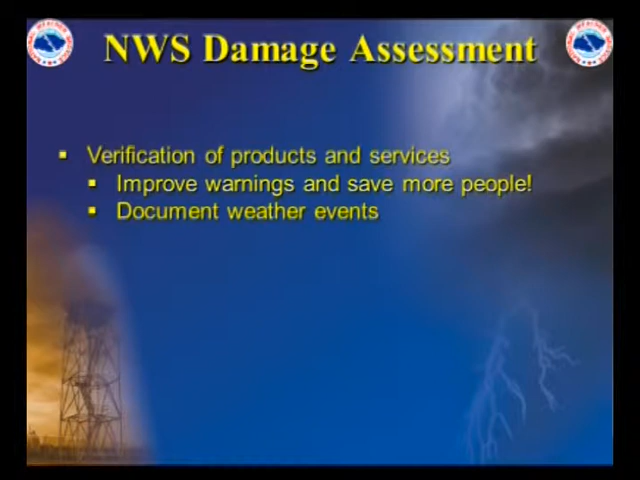 NWS Damage Assessment
▪ Verification of products and services
▪ Improve warnings and save more people!
▪ Document weather events